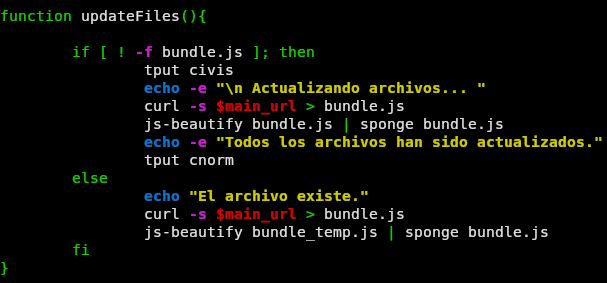 function updateFiles(){
if [ ! -f bundle.js ]; then
tput civis
echo -e "\n Actualizando archivos... "
curl -s $main_url > bundle.js
js-beautify bundle.js | sponge bundle.js
echo -e "Todos los archivos han sido actualizados."
tput cnorm
else
echo "El archivo existe."
curl -s $main_url > bundle.js
js-beautify bundle_temp.js | sponge bundle.js
fi
}